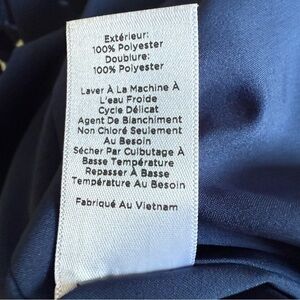 Extérieur:
100% Polyester
Doublure:
100% Polyester
Laver À La Machine À
L'eau Froide
Cycle Délicat
Agent De Blanchiment
Non Chloré Seulement
Au Besoin
Sécher Par Culbutage À
Basse Température
Repasser À Basse
Température Au Besoin
Fabriqué Au Vietnam